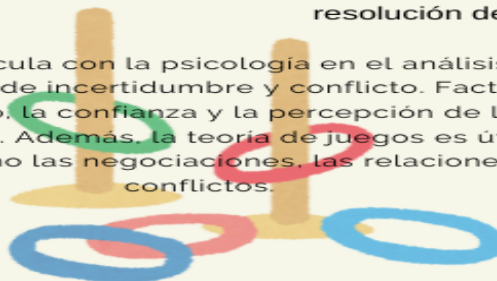 resolución de
cula con la psicología en el análisis
de incertidumbre y conflicto. Fact
o, la confianza y la percepción de l
. Además, la teoría de juegos es ú
no las negociaciones, las relacione
conflictos.